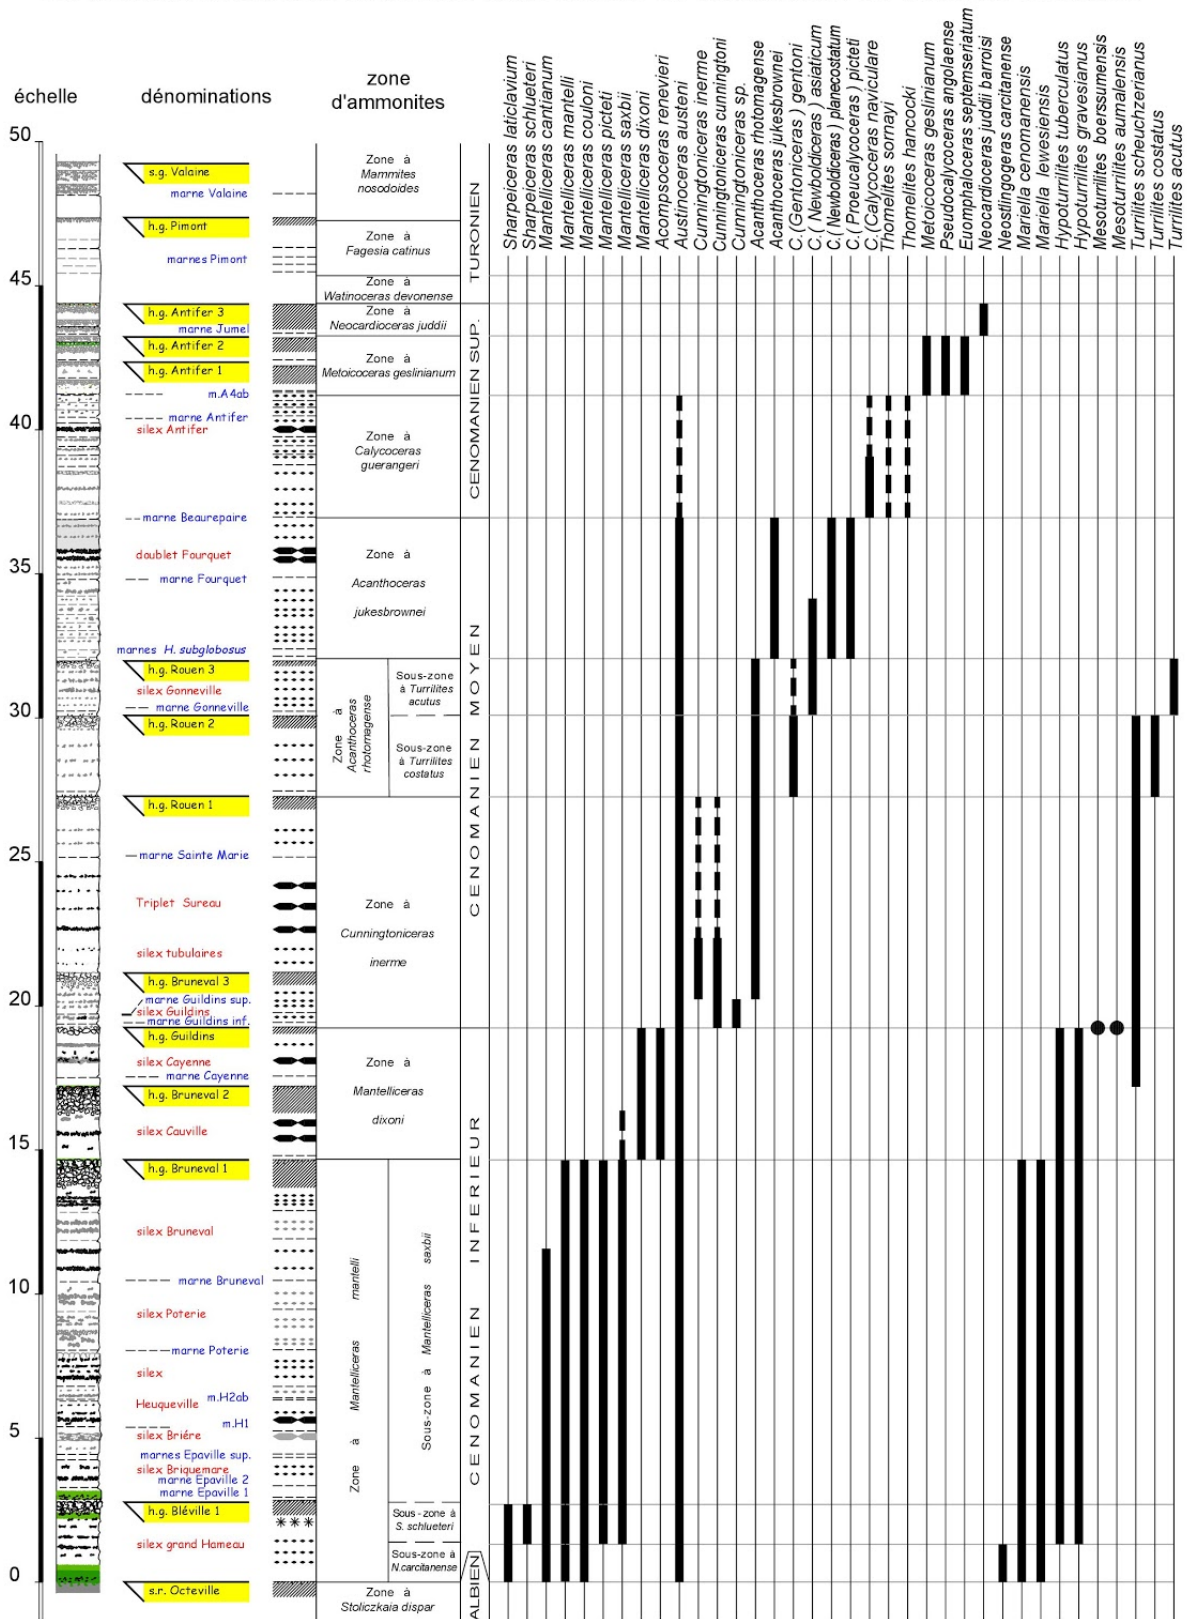 échelle
dénominations
zone
d'ammonites
Sharpeiceras laticlavium
Sharpeiceras schlueteri
Mantelliceras cantianum
Mantelliceras mantelli
Mantelliceras couloni
Mantelliceras picteti
Mantelliceras saxbii
Mantelliceras dixoni
Acompsoceras renevieri
Austinoceras austeni
Cunningtoniceras inerme
Cunningtoniceras cunningtoni
Cunningtoniceras sp.
Acanthoceras rhotomagense
Acanthoceras jukesbrownei
C.(Gentoniceras ) gentoni
C.( Newboldiceras ) asiaticum
C.( Newboldiceras ) planecostatum
C.( Proeucalycoceras ) picteti
C.(Calycoceras naviculare
Thomelites sornayi
Thomelites hancocki
Metoicoceras geslinianum
Pseudocalycoceras angolaense
Euomphaloceras septemseriatum
Neocardioceras juddii barroisi
Neostlingogeras carcitanense
Mariella cenomanensis
Mariella lewesiensis
Hypoturrilites tuberculatus
Hypoturrilites gravesianus
Mesoturrilites boerssumensis
Mesoturrilites aumalensis
Turrilites scheuchzerianus
Turrilites costatus
Turrilites acutus
50
45
40
35
30
25
20
15
10
5
0
s.g. Valaine
marne Valaine
h.g. Pimont
marnes Pimont
h.g. Antifer 3
marne Jumel
h.g. Antifer 2
h.g. Antifer 1
m.A4ab
marne Antifer
silex Antifer
marne Beaurepaire
doublet Fourquet
marne Fourquet
marnes H. subglobosus
h.g. Rouen 3
silex Gonneville
marne Gonneville
h.g. Rouen 2
h.g. Rouen 1
marne Sainte Marie
Triplet Sureau
silex tubulaires
h.g. Bruneval 3
marne Guildins sup.
silex Guildins
marne Guildins inf.
h.g. Guildins
silex Cayenne
marne Cayenne
h.g. Bruneval 2
silex Cauville
h.g. Bruneval 1
silex Bruneval
marne Bruneval
silex Poterie
marne Poterie
silex
Heuqueville
m.H2ab
m.H1
silex Briére
marnes Epaville sup.
silex Briquemare
marne Epaville 2
marne Epaville 1
h.g. Bléville 1
silex grand Hameau
s.r. Octeville
Zone à
Mammites
nosodoides
Zone à
Fagesia catinus
Zone à
Watinoceras devonense
Zone à
Neocardioceras juddii
Zone à
Metoicoceras geslinianum
Zone à
Calycoceras
guerangeri
Zone à
Acanthoceras
jukesbrownei
Zone à
Acanthoceras
rhotomagense
Sous-zone
à Turrilites
acutus
Sous-zone
à Turrilites
costatus
Zone à
Cunningtoniceras
inerme
Zone à
Mantelliceras
dixoni
Zone à Mantelliceras mantelli
Sous-zone à Mantelliceras saxbii
Sous-zone à
S. schlueteri
Sous-zone à
N.carcitanense
Zone à
Stoliczkaia dispar
TURONIEN
CENOMANIEN SUP.
CENOMANIEN MOYEN
CENOMANIEN INFERIEUR
ALBIEN